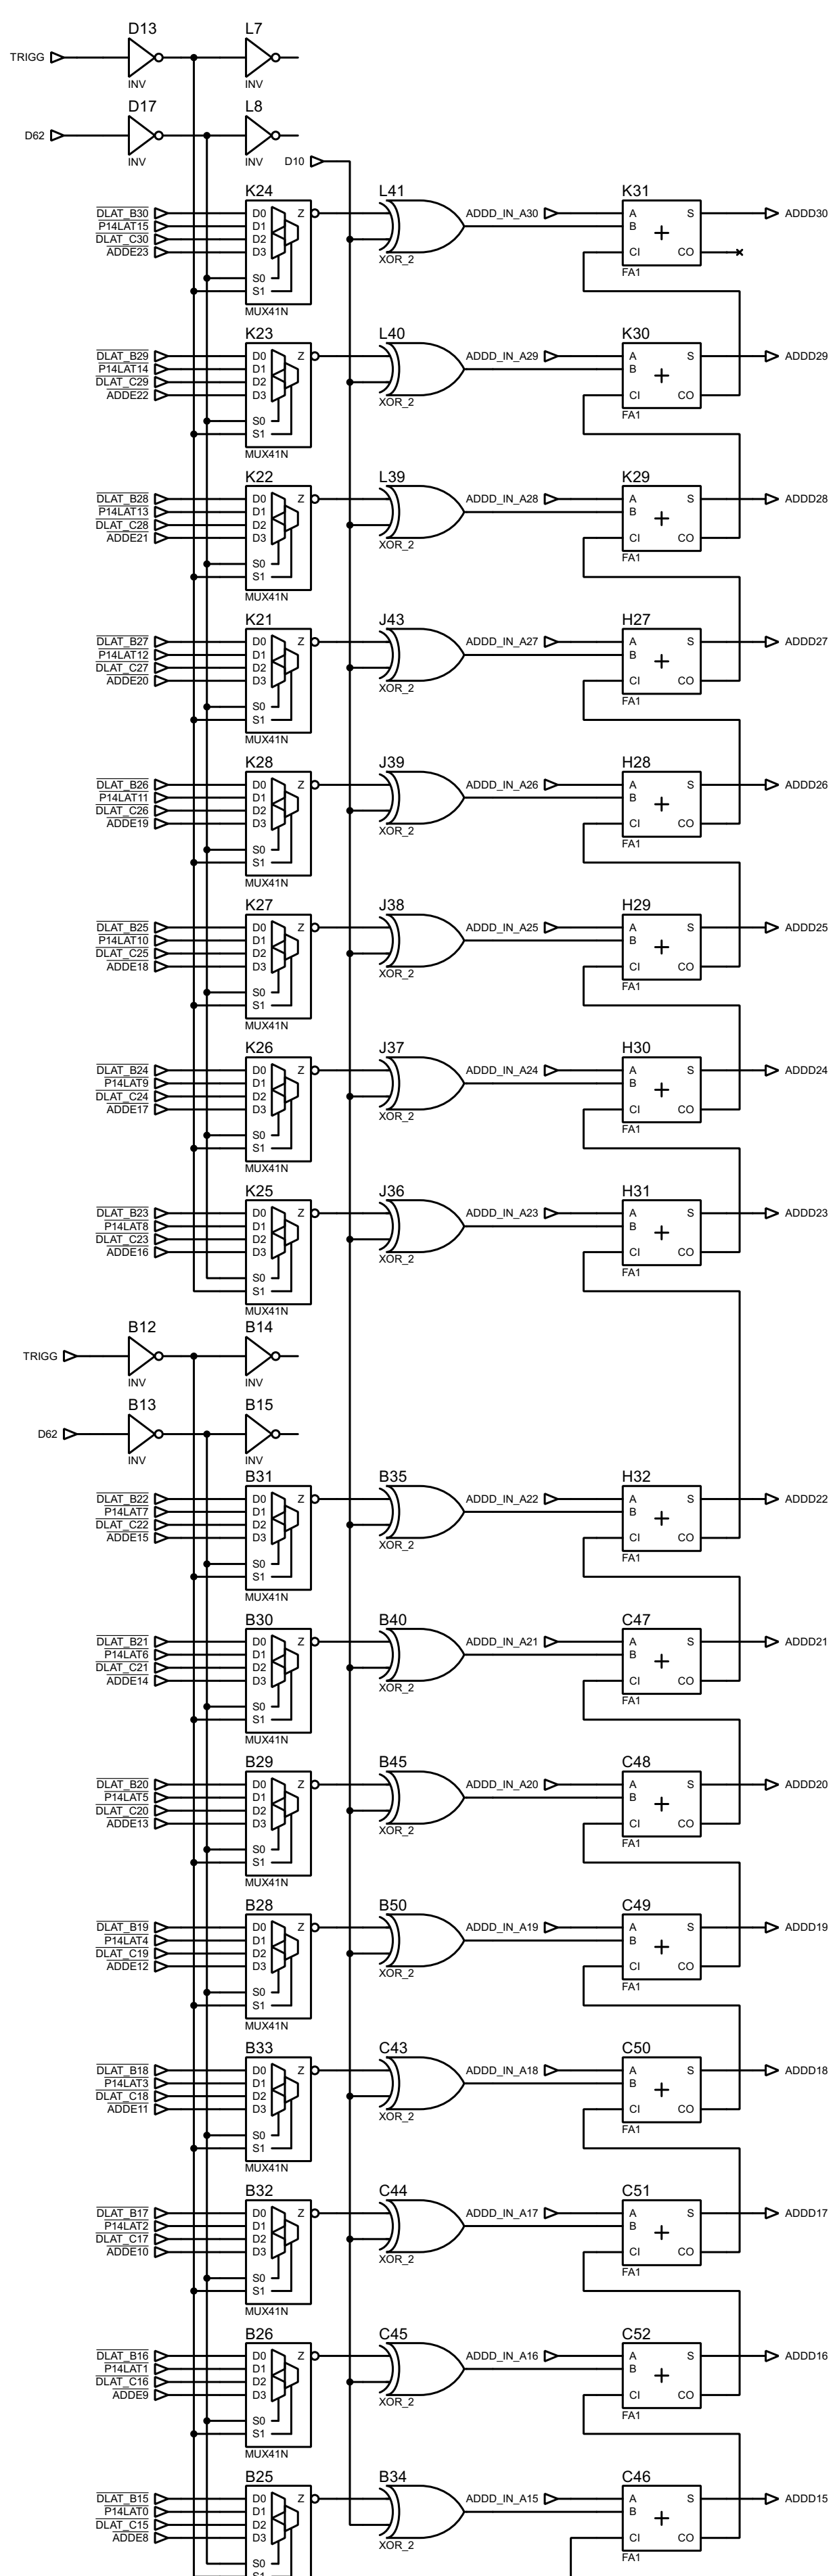 D13 L7
TRIGG
INV INV
D17 L8
D62
INV INV
D10
K24 L41 K31
DLAT_B30 D0 Z ADDD_IN_A30 A S ADDD30
P14LAT15 D1 B
DLAT_C30 D2 +
ADDE23 D3 CI CO
XOR_2
FA1
S0
S1
MUX41N
K23 L40 K30
DLAT_B29 D0 Z ADDD_IN_A29 A S ADDD29
P14LAT14 D1 B
DLAT_C29 D2 +
ADDE22 D3 CI CO
XOR_2
FA1
S0
S1
MUX41N
K22 L39 K29
DLAT_B28 D0 Z ADDD_IN_A28 A S ADDD28
P14LAT13 D1 B
DLAT_C28 D2 +
ADDE21 D3 CI CO
XOR_2
FA1
S0
S1
MUX41N
K21 J43 H27
DLAT_B27 D0 Z ADDD_IN_A27 A S ADDD27
P14LAT12 D1 B
DLAT_C27 D2 +
ADDE20 D3 CI CO
XOR_2
FA1
S0
S1
MUX41N
K28 J39 H28
DLAT_B26 D0 Z ADDD_IN_A26 A S ADDD26
P14LAT11 D1 B
DLAT_C26 D2 +
ADDE19 D3 CI CO
XOR_2
FA1
S0
S1
MUX41N
K27 J38 H29
DLAT_B25 D0 Z ADDD_IN_A25 A S ADDD25
P14LAT10 D1 B
DLAT_C25 D2 +
ADDE18 D3 CI CO
XOR_2
FA1
S0
S1
MUX41N
K26 J37 H30
DLAT_B24 D0 Z ADDD_IN_A24 A S ADDD24
P14LAT9 D1 B
DLAT_C24 D2 +
ADDE17 D3 CI CO
XOR_2
FA1
S0
S1
MUX41N
K25 J36 H31
DLAT_B23 D0 Z ADDD_IN_A23 A S ADDD23
P14LAT8 D1 B
DLAT_C23 D2 +
ADDE16 D3 CI CO
XOR_2
FA1
S0
S1
MUX41N
B12 B14
TRIGG
INV INV
B13 B15
D62
INV INV
B31 B35 H32
DLAT_B22 D0 Z ADDD_IN_A22 A S ADDD22
P14LAT7 D1 B
DLAT_C22 D2 +
ADDE15 D3 CI CO
XOR_2
FA1
S0
S1
MUX41N
B30 B40 C47
DLAT_B21 D0 Z ADDD_IN_A21 A S ADDD21
P14LAT6 D1 B
DLAT_C21 D2 +
ADDE14 D3 CI CO
XOR_2
FA1
S0
S1
MUX41N
B29 B45 C48
DLAT_B20 D0 Z ADDD_IN_A20 A S ADDD20
P14LAT5 D1 B
DLAT_C20 D2 +
ADDE13 D3 CI CO
XOR_2
FA1
S0
S1
MUX41N
B28 B50 C49
DLAT_B19 D0 Z ADDD_IN_A19 A S ADDD19
P14LAT4 D1 B
DLAT_C19 D2 +
ADDE12 D3 CI CO
XOR_2
FA1
S0
S1
MUX41N
B33 C43 C50
DLAT_B18 D0 Z ADDD_IN_A18 A S ADDD18
P14LAT3 D1 B
DLAT_C18 D2 +
ADDE11 D3 CI CO
XOR_2
FA1
S0
S1
MUX41N
B32 C44 C51
DLAT_B17 D0 Z ADDD_IN_A17 A S ADDD17
P14LAT2 D1 B
DLAT_C17 D2 +
ADDE10 D3 CI CO
XOR_2
FA1
S0
S1
MUX41N
B26 C45 C52
DLAT_B16 D0 Z ADDD_IN_A16 A S ADDD16
P14LAT1 D1 B
DLAT_C16 D2 +
ADDE9 D3 CI CO
XOR_2
FA1
S0
S1
MUX41N
B25 B34 C46
DLAT_B15 D0 Z ADDD_IN_A15 A S ADDD15
P14LAT0 D1 B
DLAT_C15 D2 +
ADDE8 D3 CI CO
XOR_2
FA1
S0